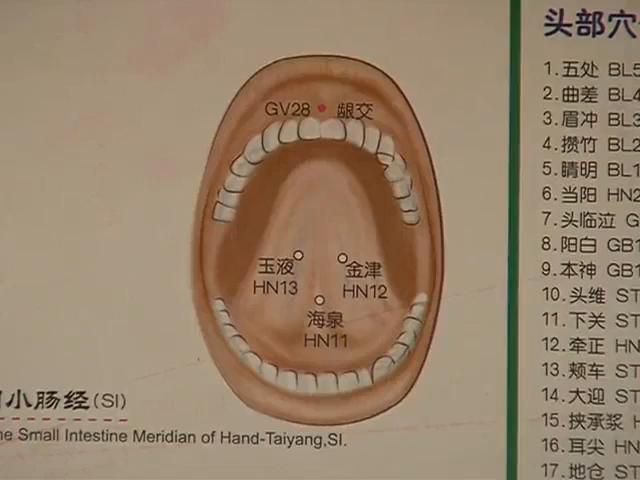 GV28 龈交
玉液
HN13
金津
HN12
海泉
HN11
小肠经(SI)
Small Intestine Meridian of Hand-Taiyang,SI.
头部穴
1.五处 BL5
2.曲差 BL4
3.眉冲 BL3
4.攒竹 BL2
5.睛明 BL1
6.当阳 HN2
7.头临泣 G
8.阳白 GB1
9.本神 GB1
10.头维 ST
11.下关 ST
12.牵正 HN
13.颊车 ST
14.大迎 ST
15.挟承浆 H
16.耳尖 HN
17.地仓 ST